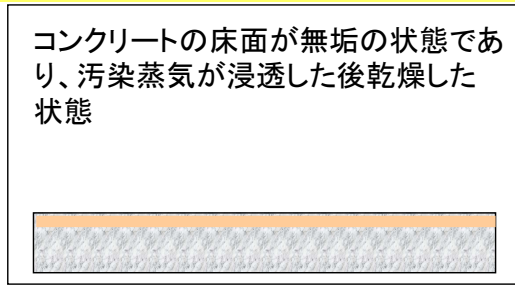 コンクリートの床面が無垢の状態であ
り、汚染蒸気が浸透した後乾燥した
状態